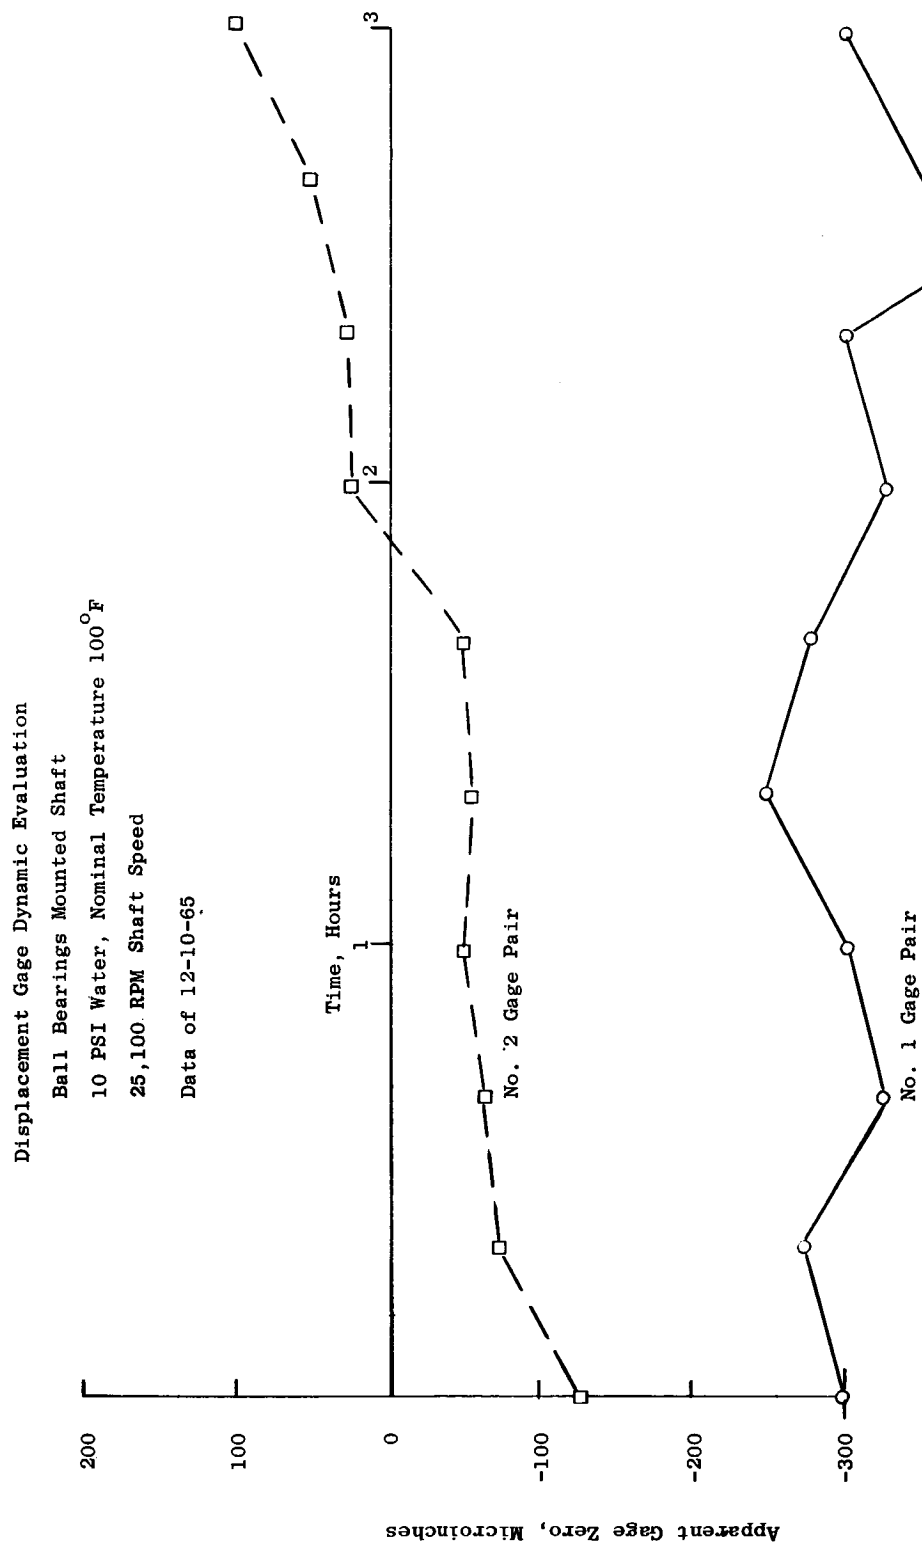 Displacement Gage Dynamic Evaluation
Ball Bearings Mounted Shaft
10 PSI Water, Nominal Temperature 100°F
25,100 RPM Shaft Speed
Data of 12-10-65
200
100
0
-100
-200
-300
Apparent Gage Zero, Microinches
Time, Hours
1
2
3
No. 2 Gage Pair
No. 1 Gage Pair